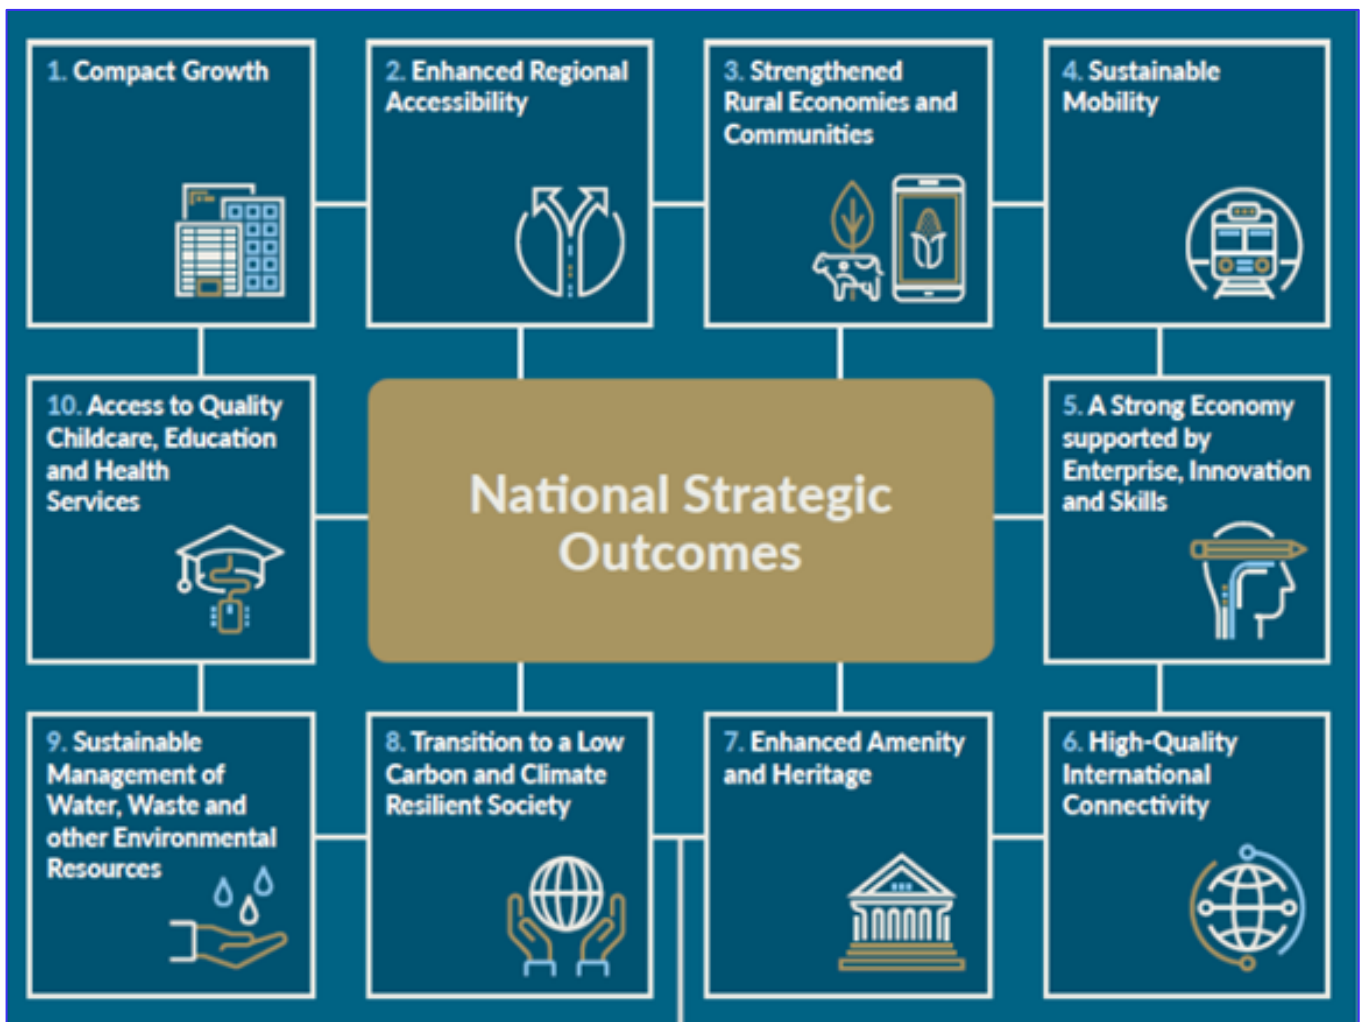 1. Compact Growth
2. Enhanced Regional
Accessibility
3. Strengthened
Rural Economies and
Communities
4. Sustainable
Mobility
10. Access to Quality
Childcare, Education
and Health
Services
National Strategic
Outcomes
5. A Strong Economy
supported by
Enterprise, Innovation
and Skills
9. Sustainable
Management of
Water, Waste and
other Environmental
Resources
8. Transition to a Low
Carbon and Climate
Resilient Society
7. Enhanced Amenity
and Heritage
6. High-Quality
International
Connectivity